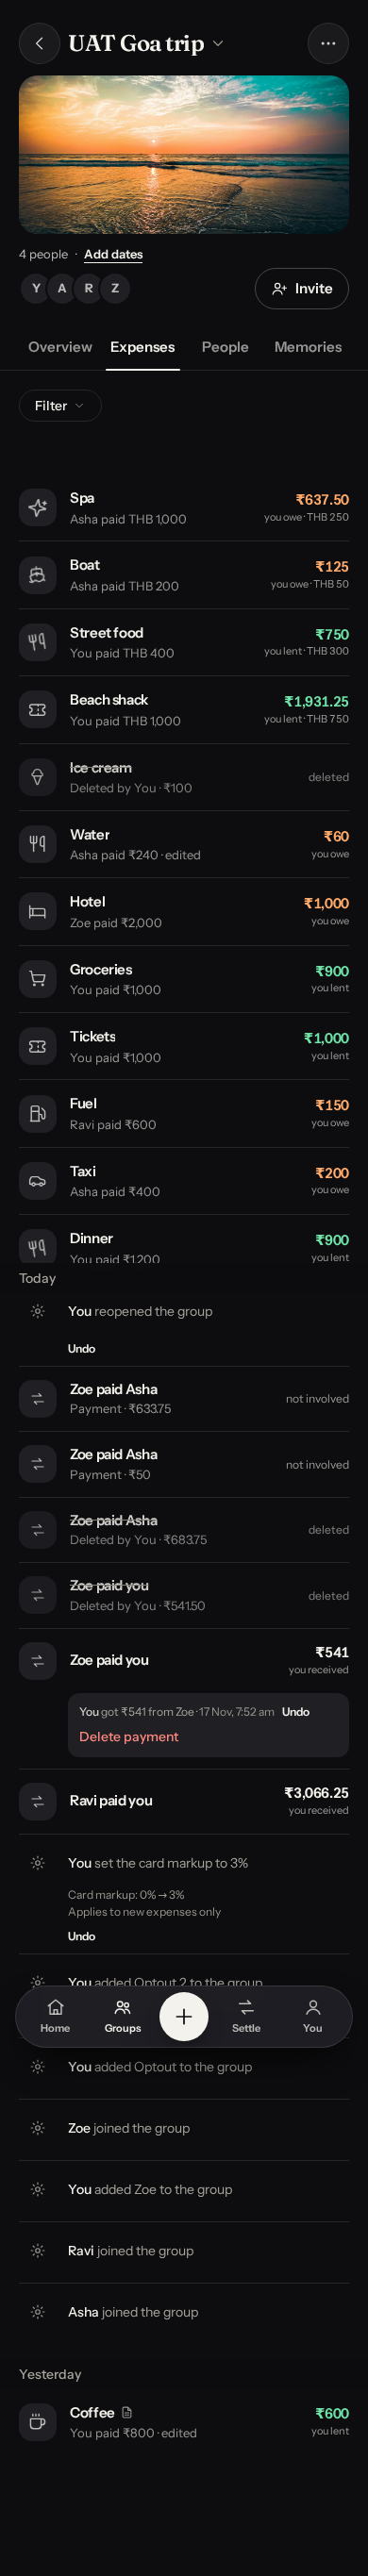 UAT Goa trip
4 people · Add dates
Y A R Z
Invite
Overview Expenses People Memories
Filter
Spa ₹637.50
Asha paid THB 1,000 you owe · THB 250
Boat ₹125
Asha paid THB 200 you owe · THB 50
Street food ₹750
You paid THB 400 you lent · THB 300
Beach shack ₹1,931.25
You paid THB 1,000 you lent · THB 750
Ice cream deleted
Deleted by You · ₹100
Water ₹60
Asha paid ₹240 · edited you owe
Hotel ₹1,000
Zoe paid ₹2,000 you owe
Groceries ₹900
You paid ₹1,000 you lent
Tickets ₹1,000
You paid ₹1,000 you lent
Fuel ₹150
Ravi paid ₹600 you owe
Taxi ₹200
Asha paid ₹400 you owe
Dinner ₹900
You paid ₹1,200 you lent
Today
You reopened the group
Undo
Zoe paid Asha not involved
Payment · ₹633.75
Zoe paid Asha not involved
Payment · ₹50
Zoe paid Asha deleted
Deleted by You · ₹683.75
Zoe paid you deleted
Deleted by You · ₹541.50
Zoe paid you ₹541
you received
You got ₹541 from Zoe · 17 Nov, 7:52 am Undo
Delete payment
Ravi paid you ₹3,066.25
you received
You set the card markup to 3%
Card markup: 0% → 3%
Applies to new expenses only
Undo
You added Optout 2 to the group
Home Groups Settle You
You added Optout to the group
Zoe joined the group
You added Zoe to the group
Ravi joined the group
Asha joined the group
Yesterday
Coffee ₹600
You paid ₹800 · edited you lent